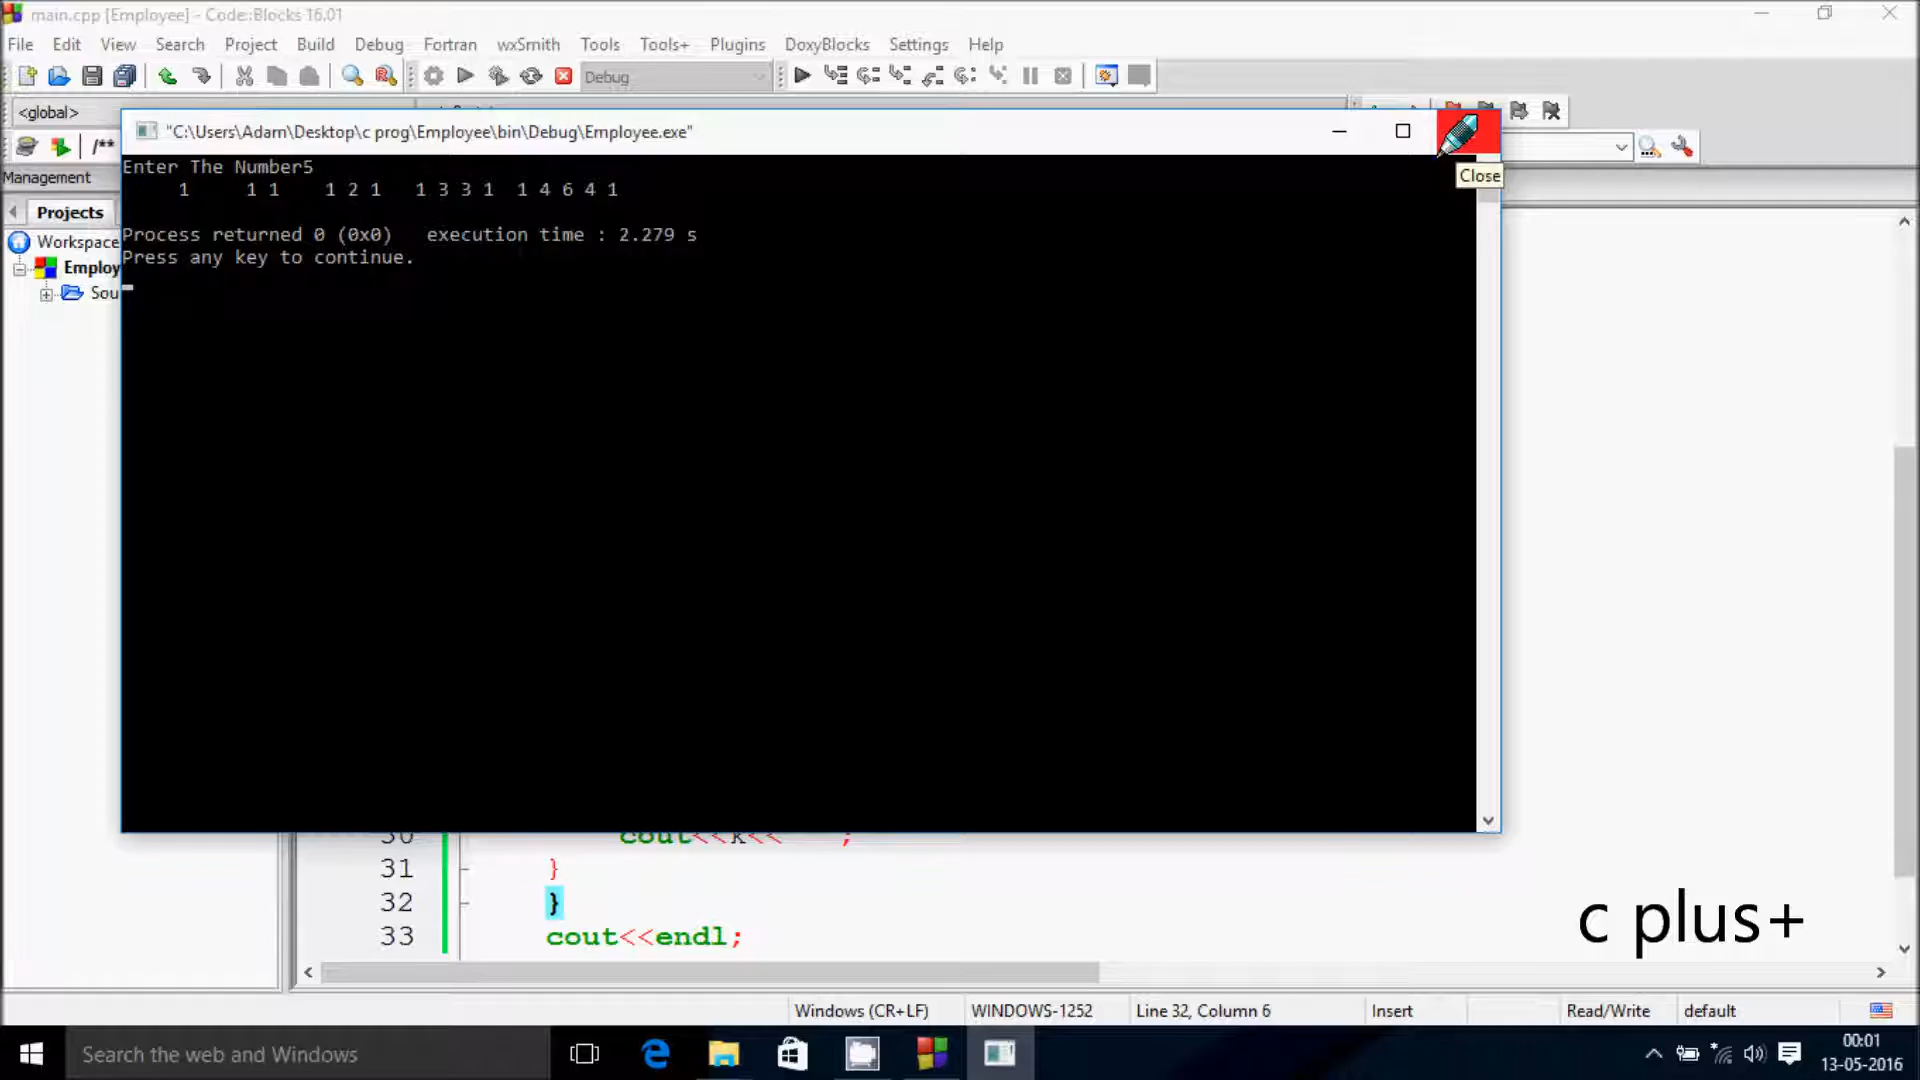 main.cpp [Employee] - Code::Blocks 16.01
File Edit View Search Project Build Debug Fortran wxSmith Tools Tools+ Plugins DoxyBlocks Settings Help
Debug
<global>
"C:\Users\Adam\Desktop\c prog\Employee\bin\Debug\Employee.exe"
/**
Management
Close
Projects
Workspace
Employ
Sou
Enter The Number5
1 1 1 1 2 1 1 3 3 1 1 4 6 4 1
Process returned 0 (0x0) execution time : 2.279 s
Press any key to continue.
30 cout<<k<< ;
31 }
32 }
33 cout<<endl;
c plus+
Windows (CR+LF) WINDOWS-1252 Line 32, Column 6 Insert Read/Write default
Search the web and Windows
00:01
13-05-2016